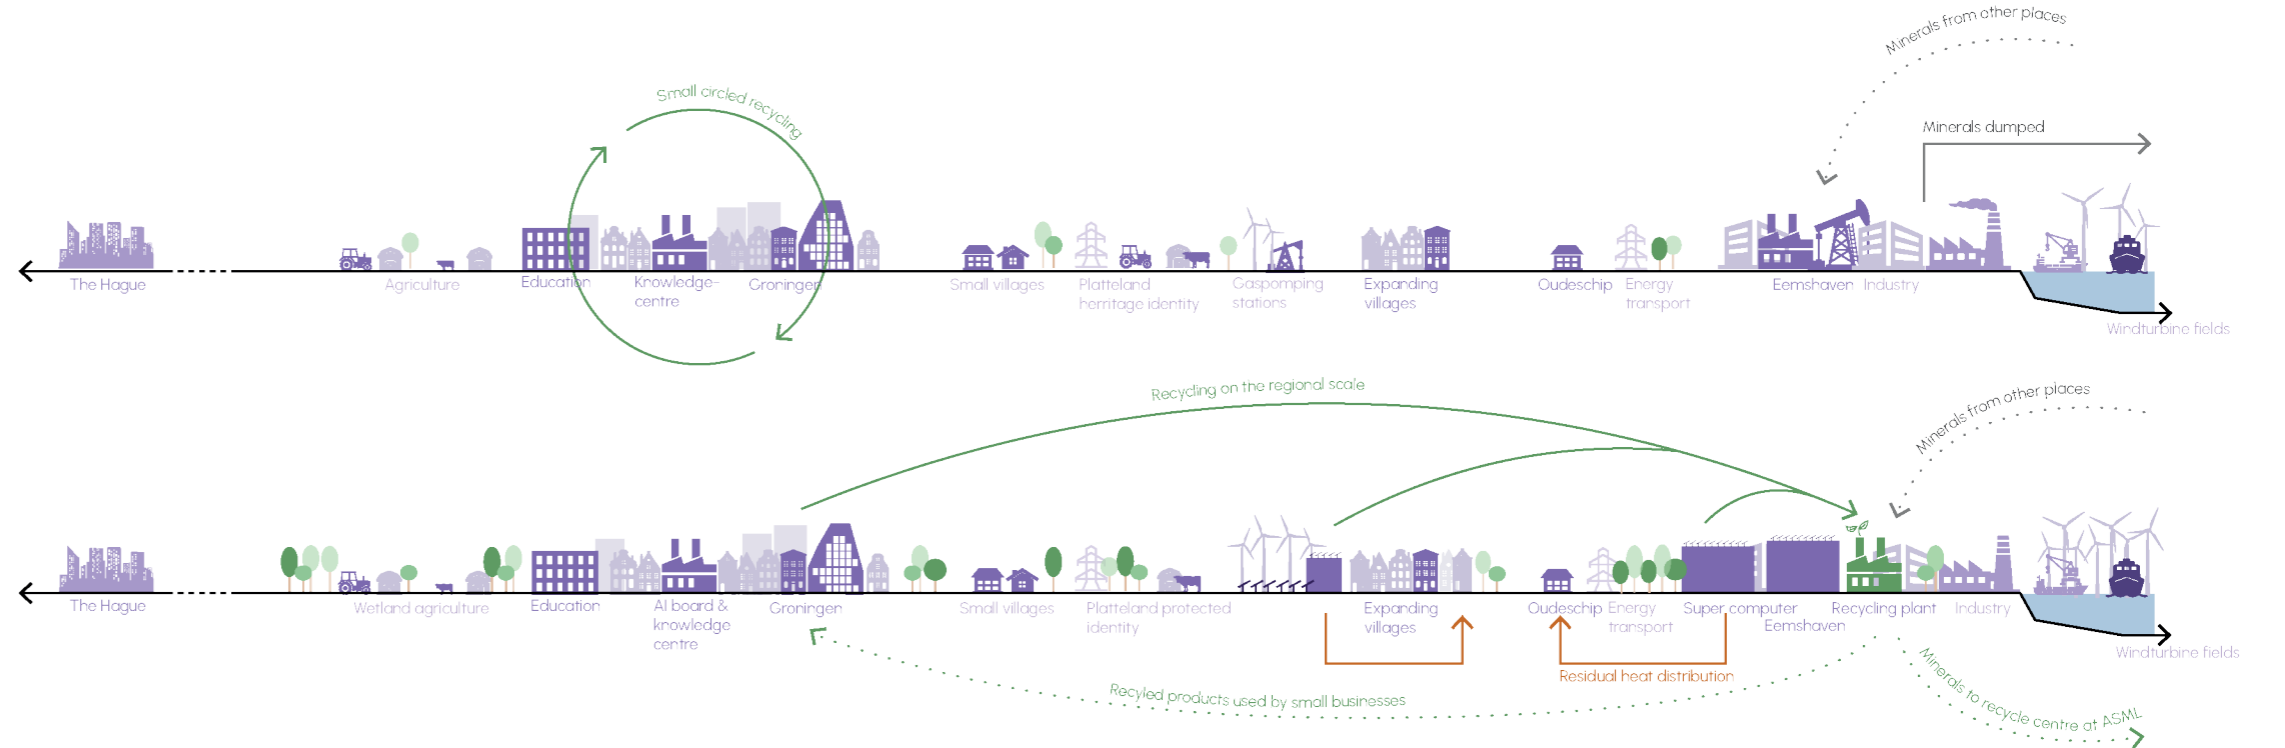 Minerals from other places
Small circled recycling
Minerals dumped
The Hague
Agriculture
Education
Knowledge-
centre
Groningen
Small villages
Platteland
herritage identity
Gaspomping
stations
Expanding
villages
Oudeschip
Energy
transport
Eemshaven
Industry
Windturbine fields
Recycling on the regional scale
Minerals from other places
The Hague
Wetland agriculture
Education
AI board &
knowledge
centre
Groningen
Small villages
Platteland protected
identity
Expanding
villages
Oudeschip
Energy
transport
Super computer
Eemshaven
Recycling plant
Industry
Windturbine fields
Residual heat distribution
Recyled products used by small businesses
Minerals to recycle centre at ASML